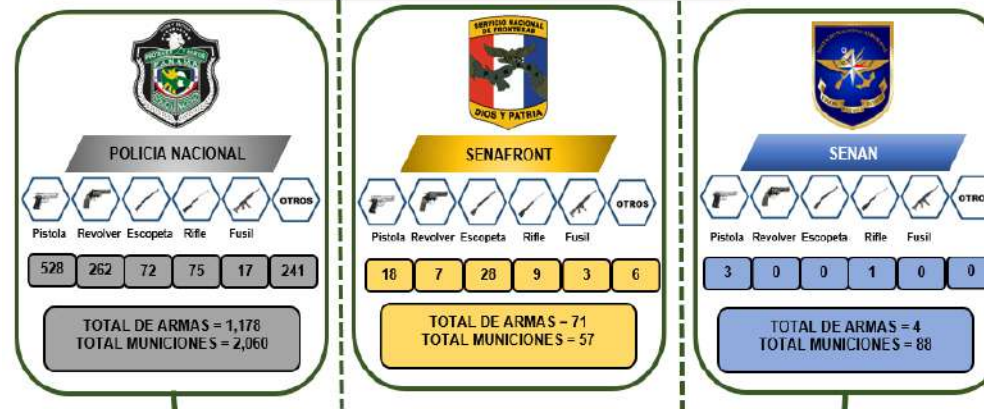 SERVICIO NACIONAL
DE FRONTERAS
DIOS Y PATRIA
POLICIA NACIONAL
OTROS
Pistola Revolver Escopeta Rifle Fusil
528 262 72 75 17 241
TOTAL DE ARMAS = 1,178
TOTAL MUNICIONES = 2,060
SENAFRONT
OTROS
Pistola Revolver Escopeta Rifle Fusil
18 7 28 9 3 6
TOTAL DE ARMAS – 71
TOTAL MUNICIONES = 57
SENAN
OTRO
Pistola Revolver Escopeta Rifle Fusil
3 0 0 1 0 0
TOTAL DE ARMAS = 4
TOTAL MUNICIONES = 88